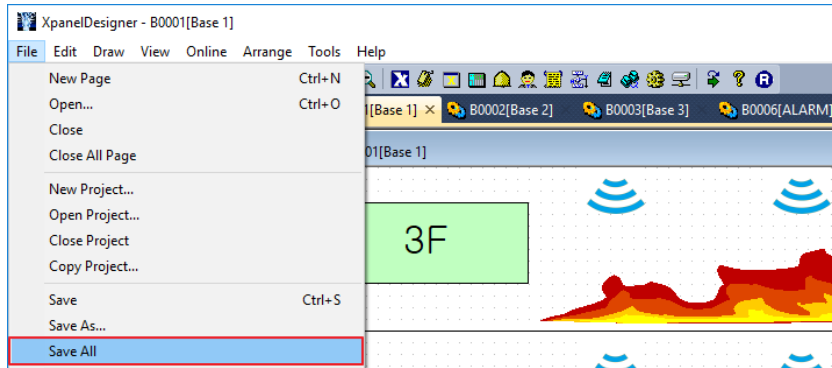 XpanelDesigner - B0001[Base 1]
File Edit Draw View Online Arrange Tools Help
New Page Ctrl+N
Open... Ctrl+O
1[Base 1] × B0002[Base 2] B0003[Base 3] B0006[ALARM]
Close
Close All Page
01[Base 1]
New Project...
Open Project...
Close Project
Copy Project...
3F
Save Ctrl+S
Save As...
Save All